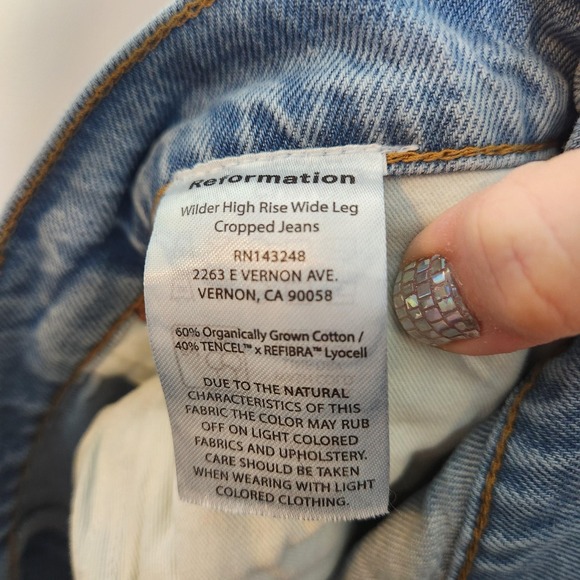 Reformation
Wilder High Rise Wide Leg
Cropped Jeans
RN143248
2263 E VERNON AVE.
VERNON, CA 90058
60% Organically Grown Cotton /
40% TENCEL™ x REFIBRA™ Lyocell
DUE TO THE NATURAL
CHARACTERISTICS OF THIS
FABRIC THE COLOR MAY RUB
OFF ON LIGHT COLORED
FABRICS AND UPHOLSTERY.
CARE SHOULD BE TAKEN
WHEN WEARING WITH LIGHT
COLORED CLOTHING.